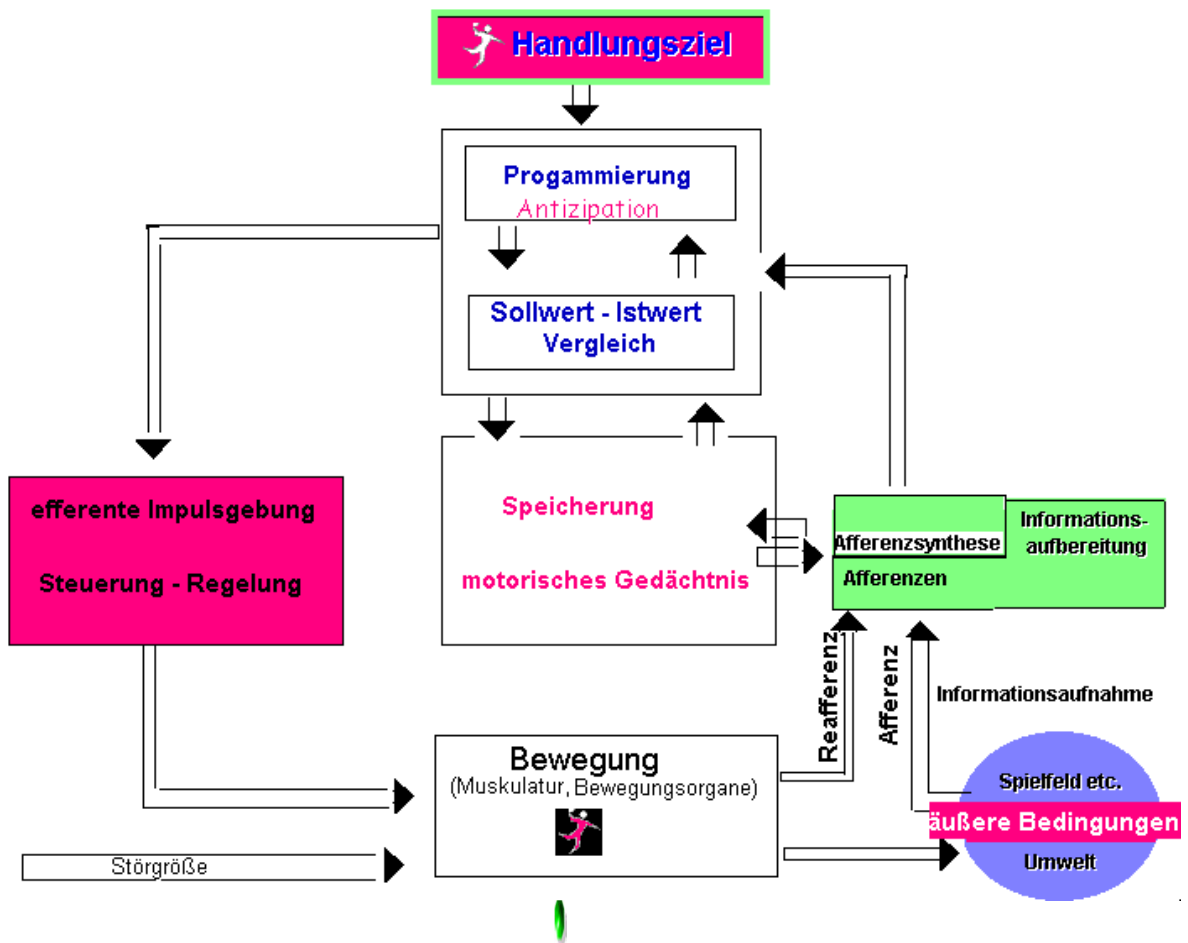 Handlungsziel
Progammierung
Antizipation
Sollwert - Istwert
Vergleich
efferente Impulsgebung
Steuerung - Regelung
Speicherung
motorisches Gedächtnis
Afferenzsynthese
Afferenzen
Informations-
aufbereitung
Reafferenz
Afferenz
Informationsaufnahme
Bewegung
(Muskulatur, Bewegungsorgane)
Störgröße
Spielfeld etc.
äußere Bedingungen
Umwelt